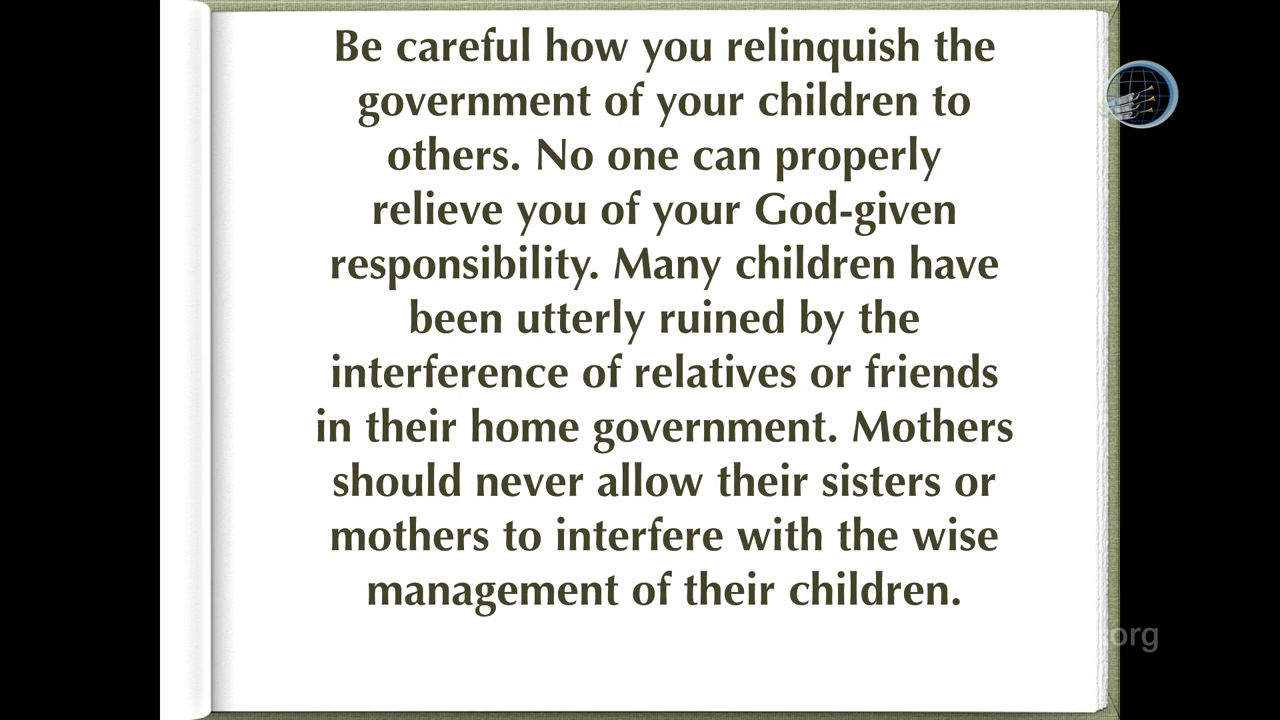 Be careful how you relinquish the
government of your children to
others. No one can properly
relieve you of your God-given
responsibility. Many children have
been utterly ruined by the
interference of relatives or friends
in their home government. Mothers
should never allow their sisters or
mothers to interfere with the wise
management of their children.
.org